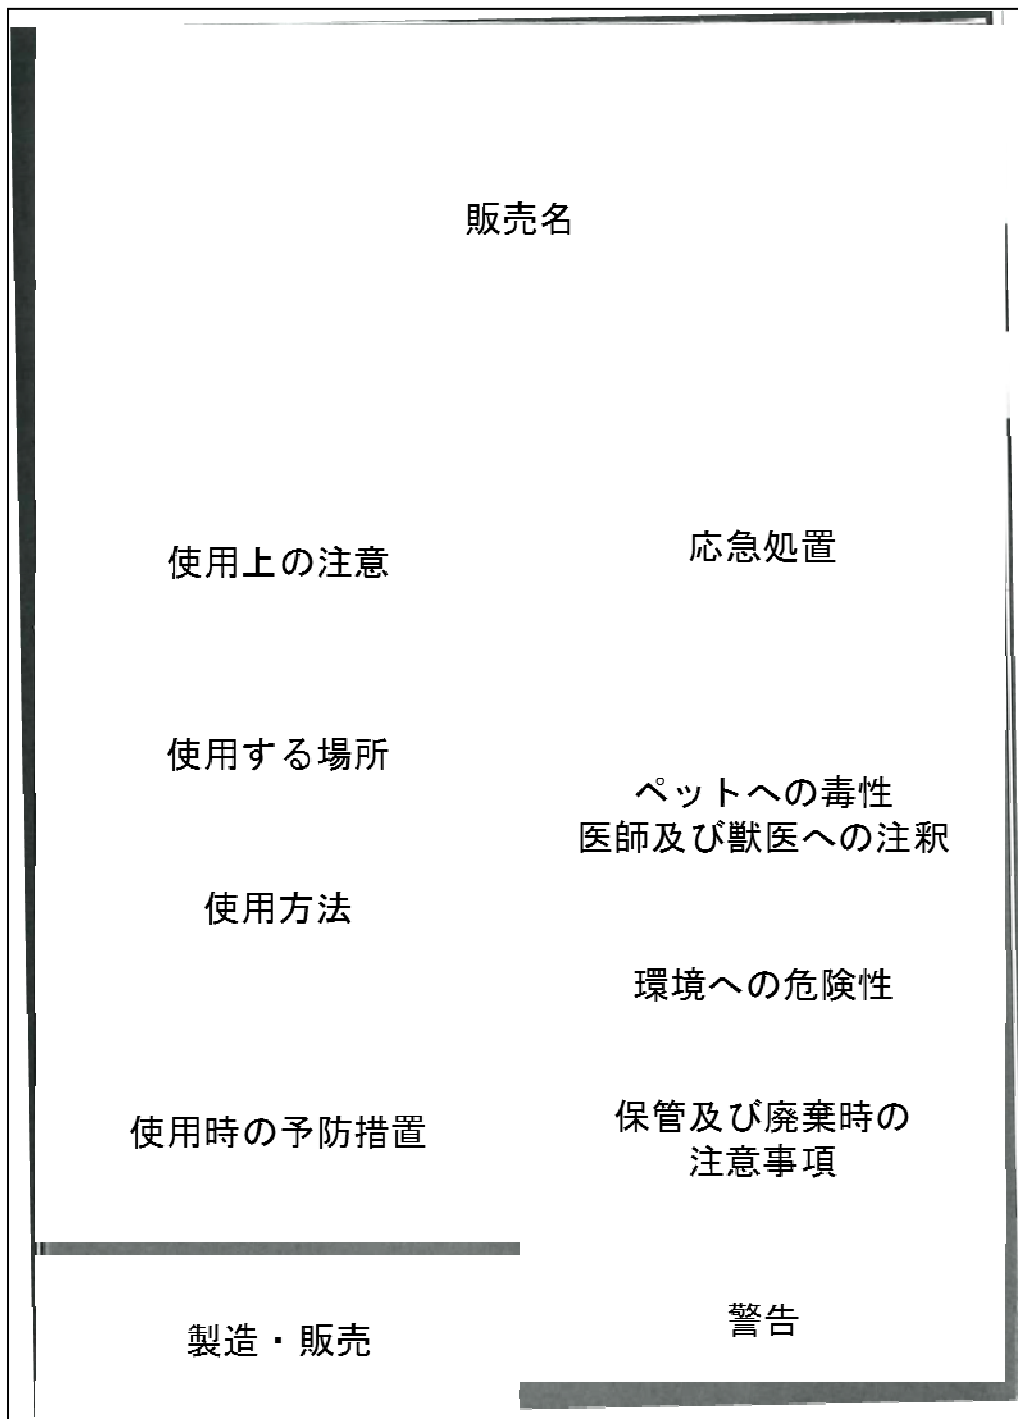 販売名
使用上の注意
使用する場所
使用方法
使用時の予防措置
製造・販売
応急処置
ペットへの毒性
医師及び獣医への注釈
環境への危険性
保管及び廃棄時の
注意事項
警告